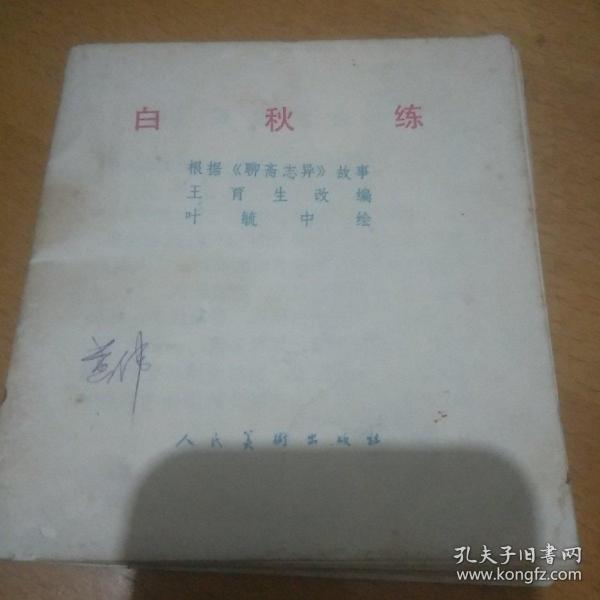 白秋练
根据《聊斋志异》故事
王育生改编
叶毓中绘
人民美術出版社
孔夫子旧书网
www.kongfz.com